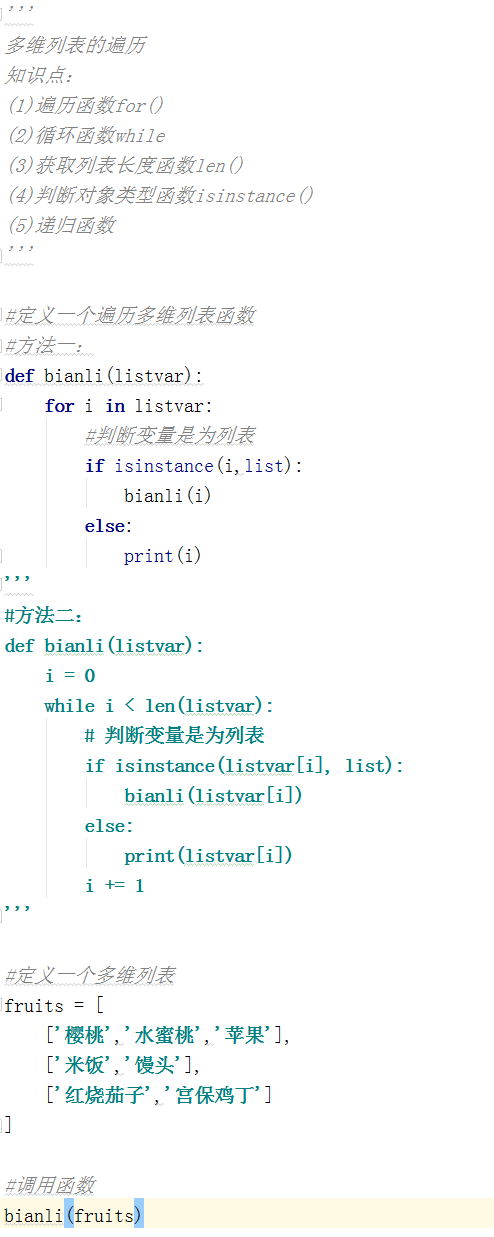 '''
多维列表的遍历
知识点：
(1)遍历函数for()
(2)循环函数while
(3)获取列表长度函数len()
(4)判断对象类型函数isinstance()
(5)递归函数
'''
#定义一个遍历多维列表函数
#方法一：
def bianli(listvar):
    for i in listvar:
        #判断变量是为列表
        if isinstance(i,list):
            bianli(i)
        else:
            print(i)
'''
#方法二：
def bianli(listvar):
    i = 0
    while i < len(listvar):
        # 判断变量是为列表
        if isinstance(listvar[i], list):
            bianli(listvar[i])
        else:
            print(listvar[i])
        i += 1
'''
#定义一个多维列表
fruits = [
    ['樱桃','水蜜桃','苹果'],
    ['米饭','馒头'],
    ['红烧茄子','宫保鸡丁']
]
#调用函数
bianli(fruits)